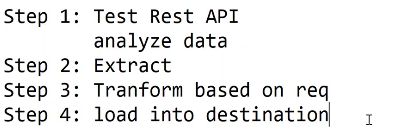 Step 1: Test Rest API
        analyze data
Step 2: Extract
Step 3: Tranform based on req
Step 4: load into destination